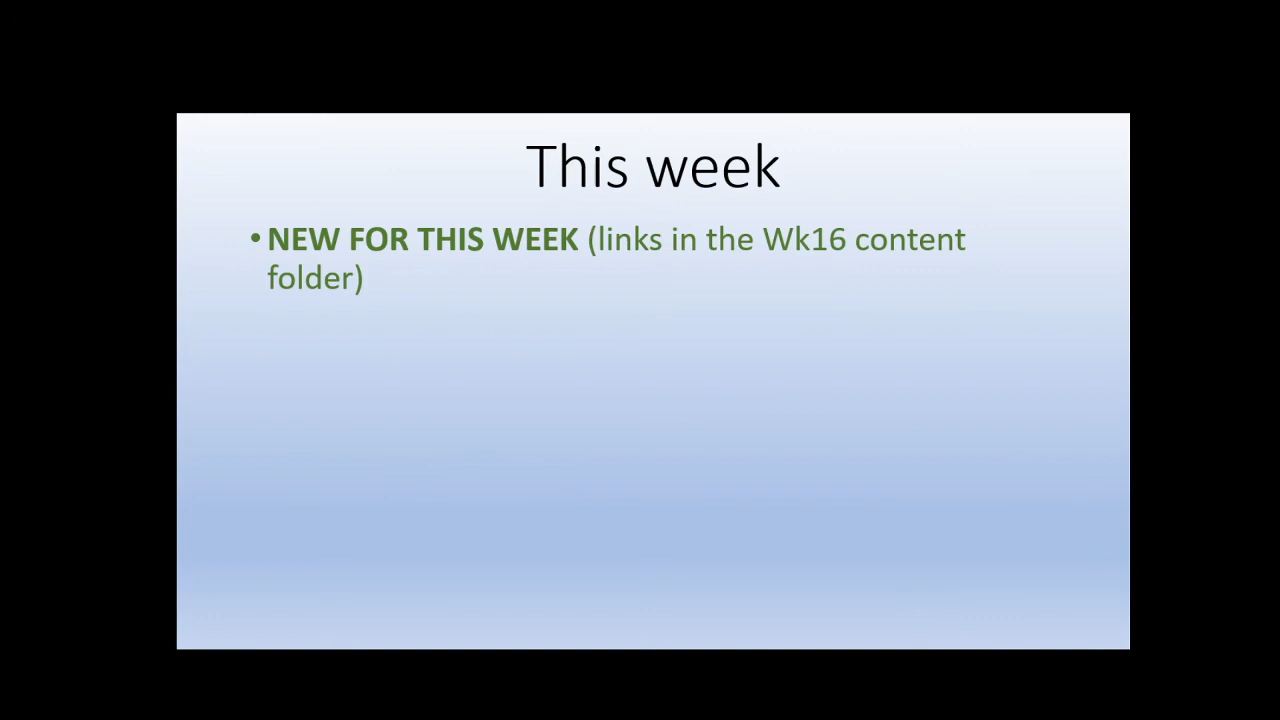 This week
• NEW FOR THIS WEEK (links in the Wk16 content
folder)